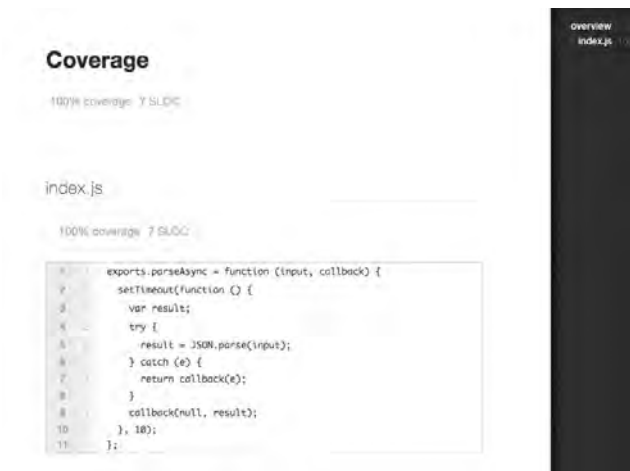 Coverage
100% coverage 7 SLOC
index.js
100% coverage 7 SLOC
1 exports.parseAsync = function (input, callback) {
2 setTimeout(function () {
3 var result;
4 try {
5 result = JSON.parse(input);
6 } catch (e) {
7 return callback(e);
8 }
9 callback(null, result);
10 }, 10);
11 };
overview
index.js